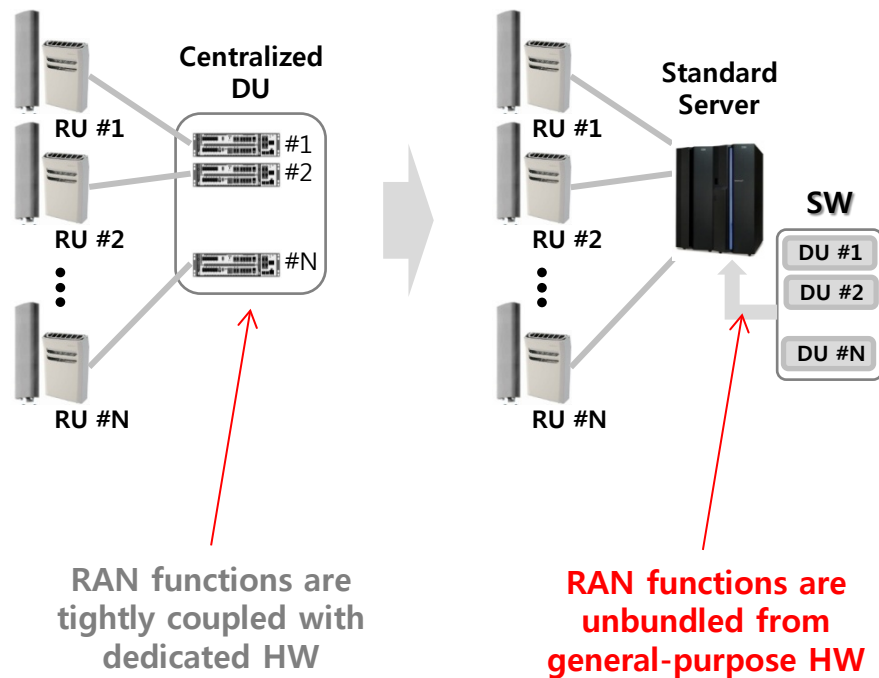 Centralized
DU
RU #1
#1
#2
RU #2
#N
RU #N
RAN functions are
tightly coupled with
dedicated HW
Standard
Server
RU #1
SW
DU #1
RU #2
DU #2
DU #N
RU #N
RAN functions are
unbundled from
general-purpose HW